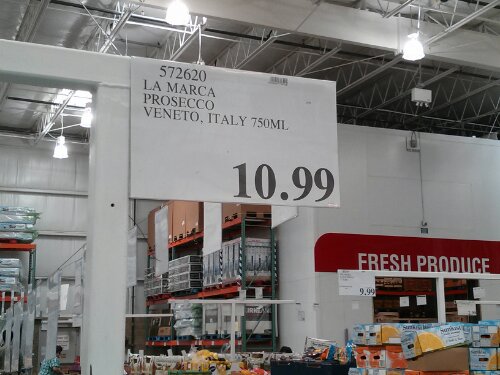 572620
LA MARCA
PROSECCO
VENETO, ITALY 750ML
10.99
FRESH PRODUCE
9.99